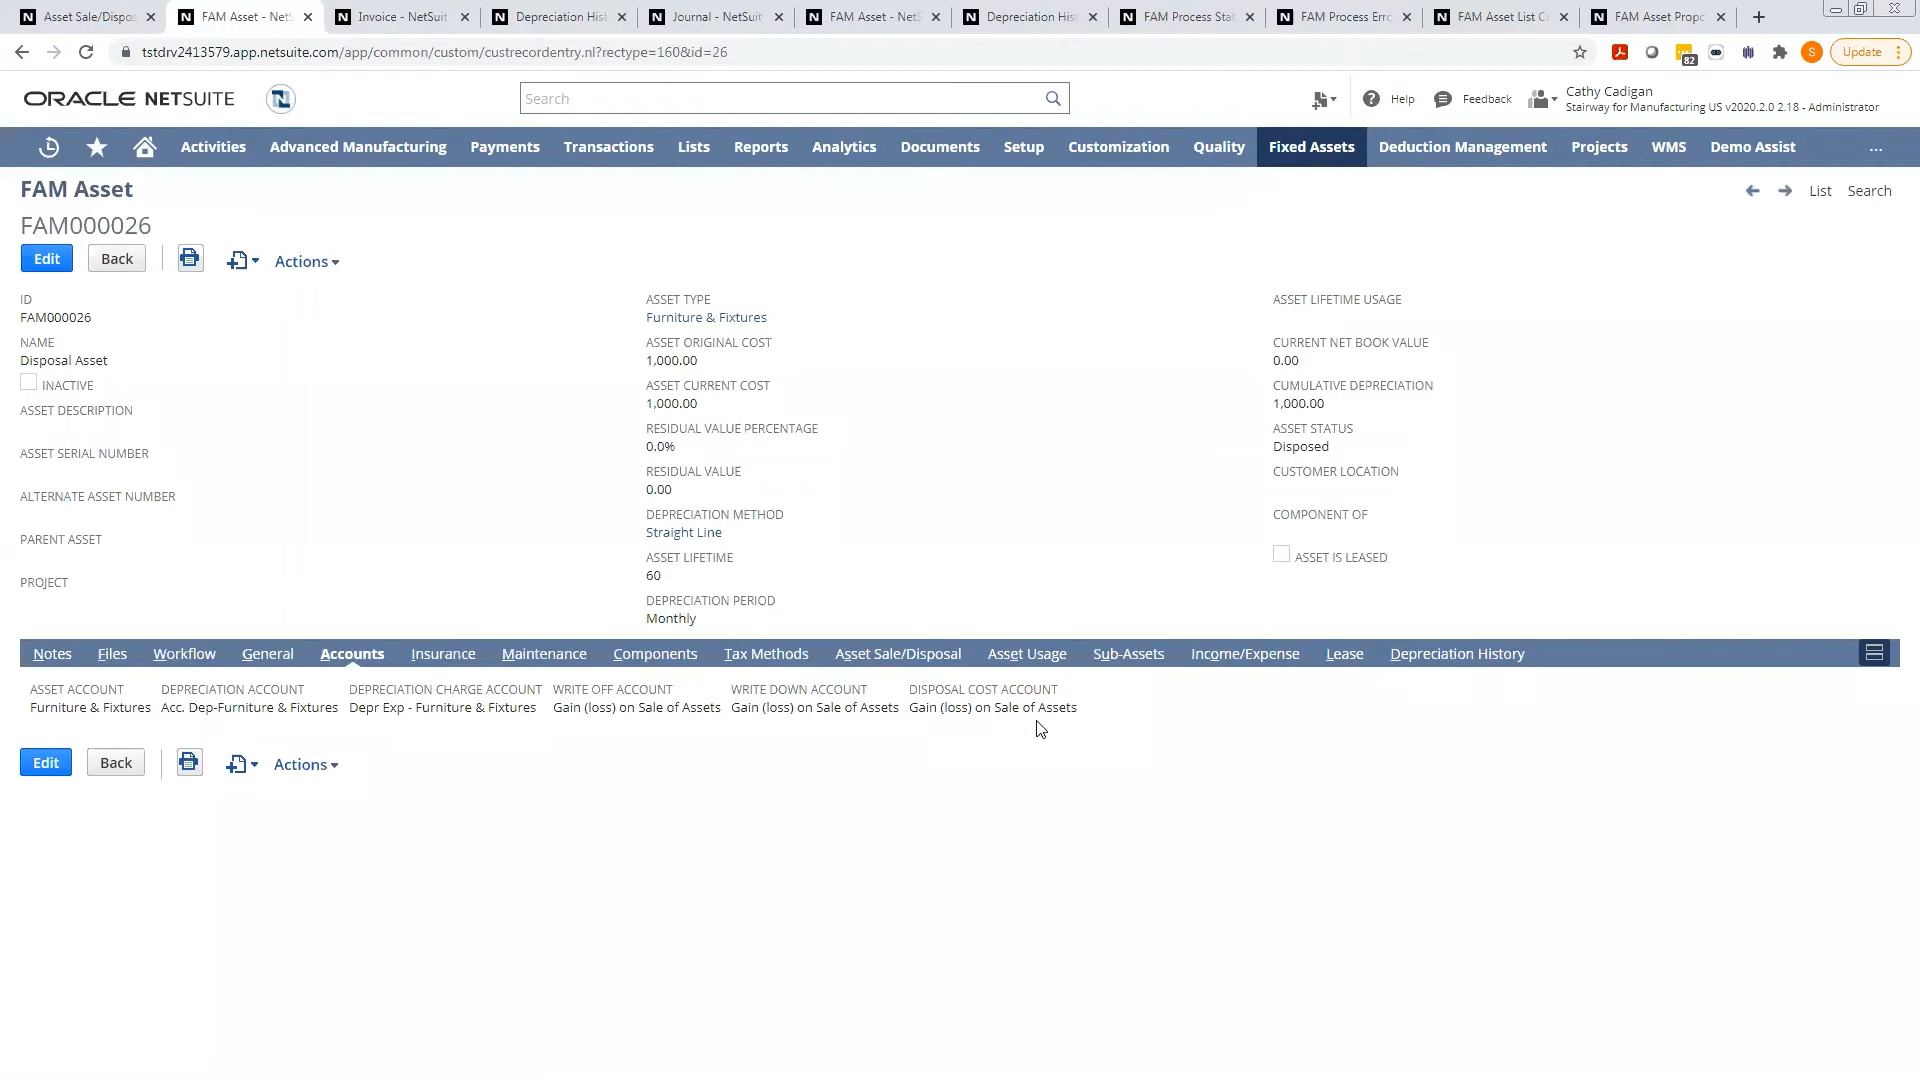 Asset Sale/Dispos
FAM Asset - NetS
Invoice - NetSuit
Depreciation Hist
Journal - NetSuit
FAM Asset - NetS
Depreciation His
FAM Process Stat
FAM Process Erro
FAM Asset List C
FAM Asset Propo
tstdrv2413579.app.netsuite.com/app/common/custom/custrecordentry.nl?rectype=160&id=26
82
S
Update
ORACLE NETSUITE
N
Search
Help
Feedback
Cathy Cadigan
Stairway for Manufacturing US v2020.2.0 2.18 - Administrator
Activities Advanced Manufacturing Payments Transactions Lists Reports Analytics Documents Setup Customization Quality Fixed Assets Deduction Management Projects WMS Demo Assist ...
FAM Asset
List Search
FAM000026
Edit Back Actions
ID
FAM000026
NAME
Disposal Asset
INACTIVE
ASSET DESCRIPTION
ASSET SERIAL NUMBER
ALTERNATE ASSET NUMBER
PARENT ASSET
PROJECT
ASSET TYPE
Furniture & Fixtures
ASSET ORIGINAL COST
1,000.00
ASSET CURRENT COST
1,000.00
RESIDUAL VALUE PERCENTAGE
0.0%
RESIDUAL VALUE
0.00
DEPRECIATION METHOD
Straight Line
ASSET LIFETIME
60
DEPRECIATION PERIOD
Monthly
ASSET LIFETIME USAGE
CURRENT NET BOOK VALUE
0.00
CUMULATIVE DEPRECIATION
1,000.00
ASSET STATUS
Disposed
CUSTOMER LOCATION
COMPONENT OF
ASSET IS LEASED
Notes Files Workflow General Accounts Insurance Maintenance Components Tax Methods Asset Sale/Disposal Asset Usage Sub-Assets Income/Expense Lease Depreciation History
ASSET ACCOUNT
Furniture & Fixtures
DEPRECIATION ACCOUNT
Acc. Dep-Furniture & Fixtures
DEPRECIATION CHARGE ACCOUNT
Depr Exp - Furniture & Fixtures
WRITE OFF ACCOUNT
Gain (loss) on Sale of Assets
WRITE DOWN ACCOUNT
Gain (loss) on Sale of Assets
DISPOSAL COST ACCOUNT
Gain (loss) on Sale of Assets
Edit Back Actions